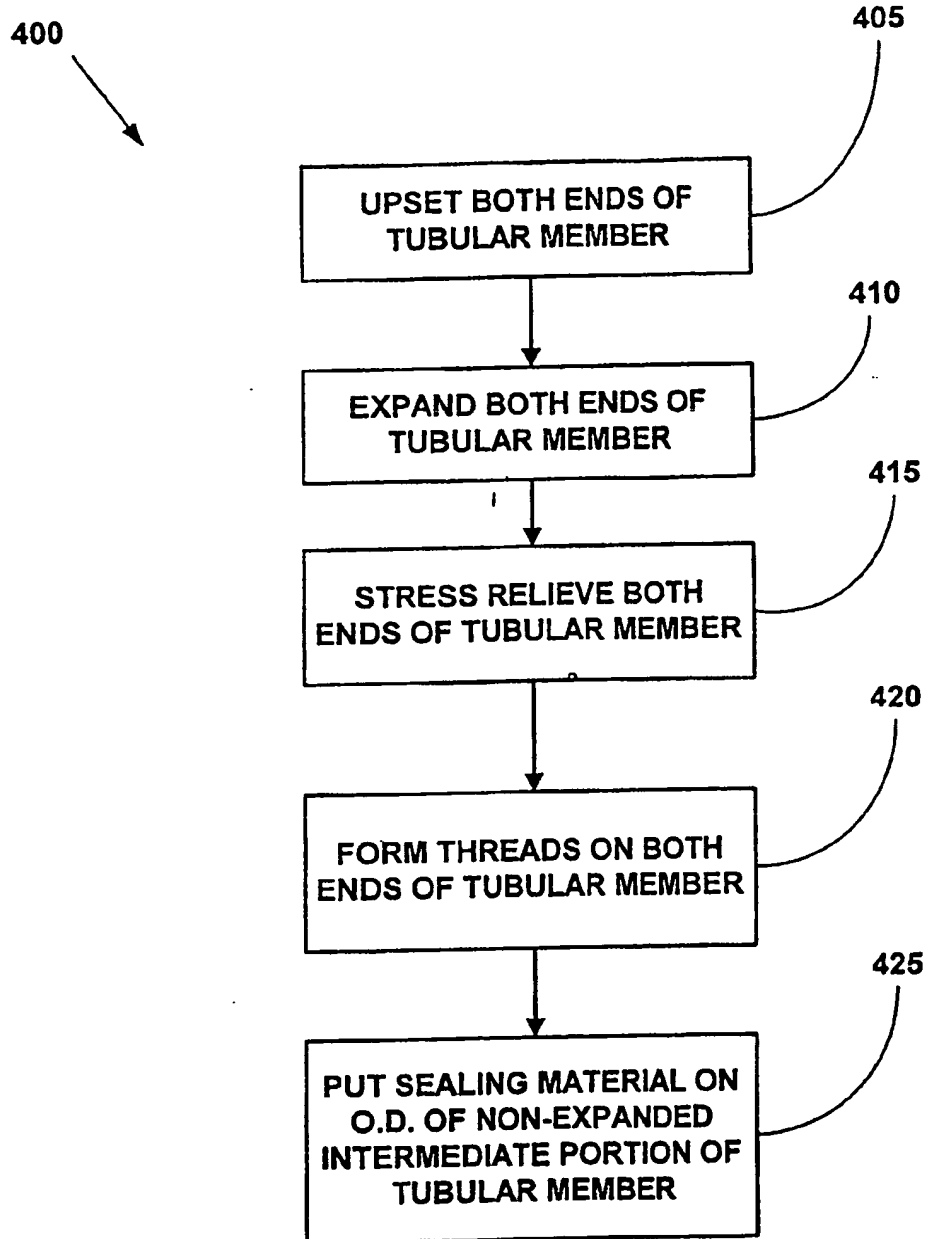 400
405
UPSET BOTH ENDS OF
TUBULAR MEMBER
410
EXPAND BOTH ENDS OF
TUBULAR MEMBER
415
STRESS RELIEVE BOTH
ENDS OF TUBULAR MEMBER
420
FORM THREADS ON BOTH
ENDS OF TUBULAR MEMBER
425
PUT SEALING MATERIAL ON
O.D. OF NON-EXPANDED
INTERMEDIATE PORTION OF
TUBULAR MEMBER